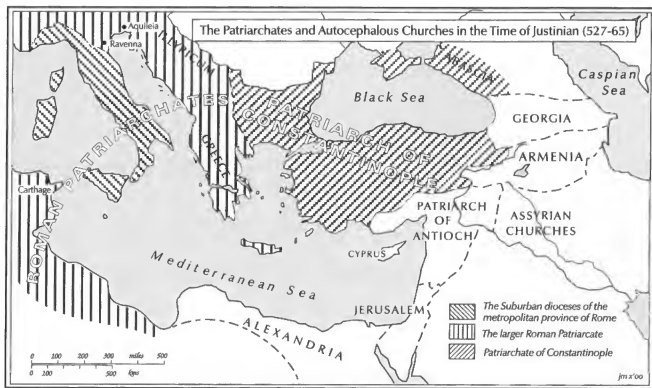 The Patriarchates and Autocephalous Churches in the Time of Justinian (527-65)
Aquileia
Ravenna
ILLYRICUM
ABASGIA
Caspian
Sea
Black Sea
GEORGIA
ROMAN PATRIARCHATES
PATRIARCH OF
CONSTANTINOPLE
GREECE
ARMENIA
Carthage
PATRIARCH
OF
ANTIOCH
ASSYRIAN
CHURCHES
CYPRUS
Mediterranean Sea
JERUSALEM
ALEXANDRIA
The Suburban dioceses of the
metropolitan province of Rome
The larger Roman Patriarcate
Patriarchate of Constantinople
0 100 miles 500
0 100 kms 500
jm x'00